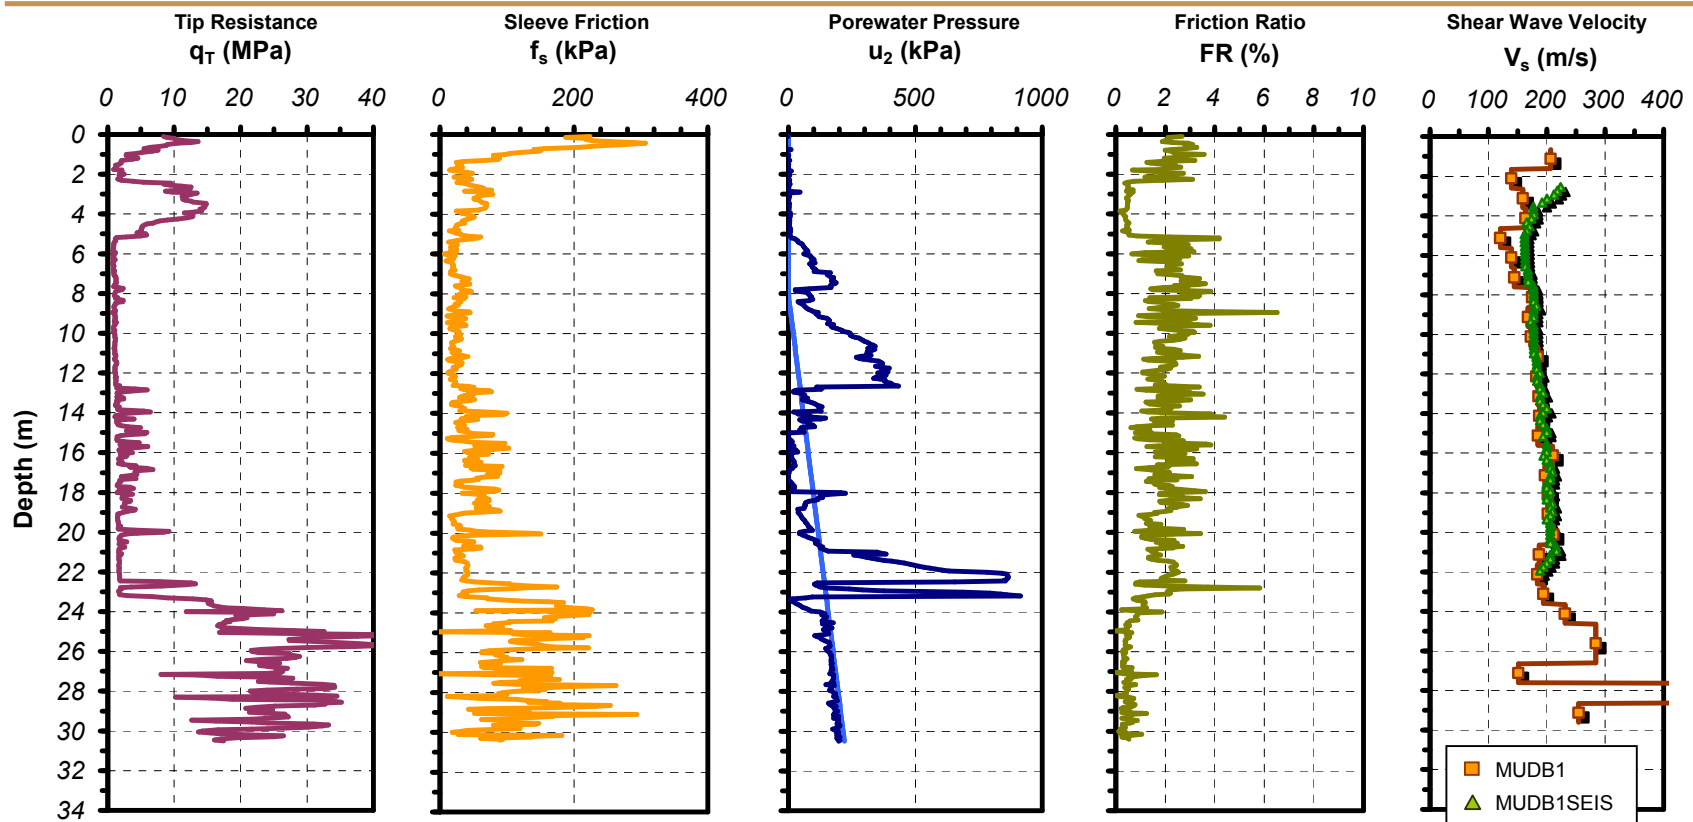 Tip Resistance
qT (MPa)
Sleeve Friction
fs (kPa)
Porewater Pressure
u2 (kPa)
Friction Ratio
FR (%)
Shear Wave Velocity
Vs (m/s)
0 10 20 30 40
0 200 400
0 500 1000
0 2 4 6 8 10
0 100 200 300 400
Depth (m)
0
2
4
6
8
10
12
14
16
18
20
22
24
26
28
30
32
34
MUDB1
MUDB1SEIS